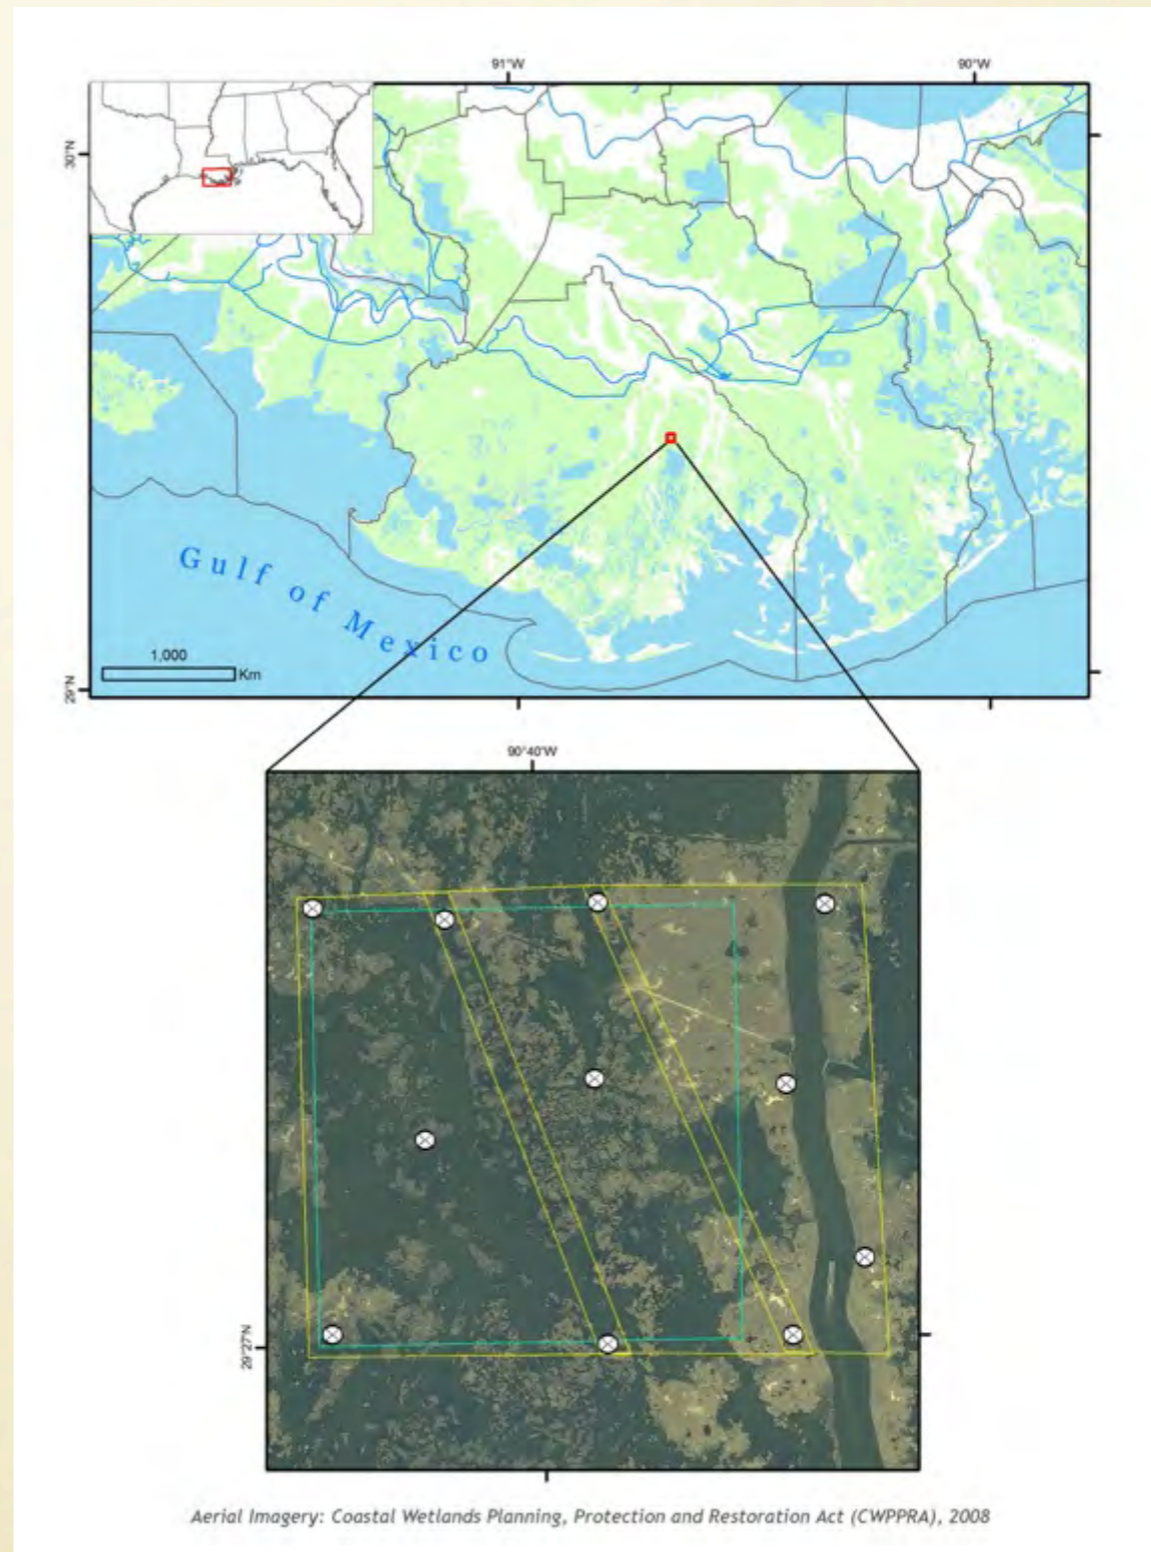 91°W
90°W
30°N
Gulf of Mexico
1,000
Km
29°N
90°40'W
29°27'N
Aerial Imagery: Coastal Wetlands Planning, Protection and Restoration Act (CWPPRA), 2008